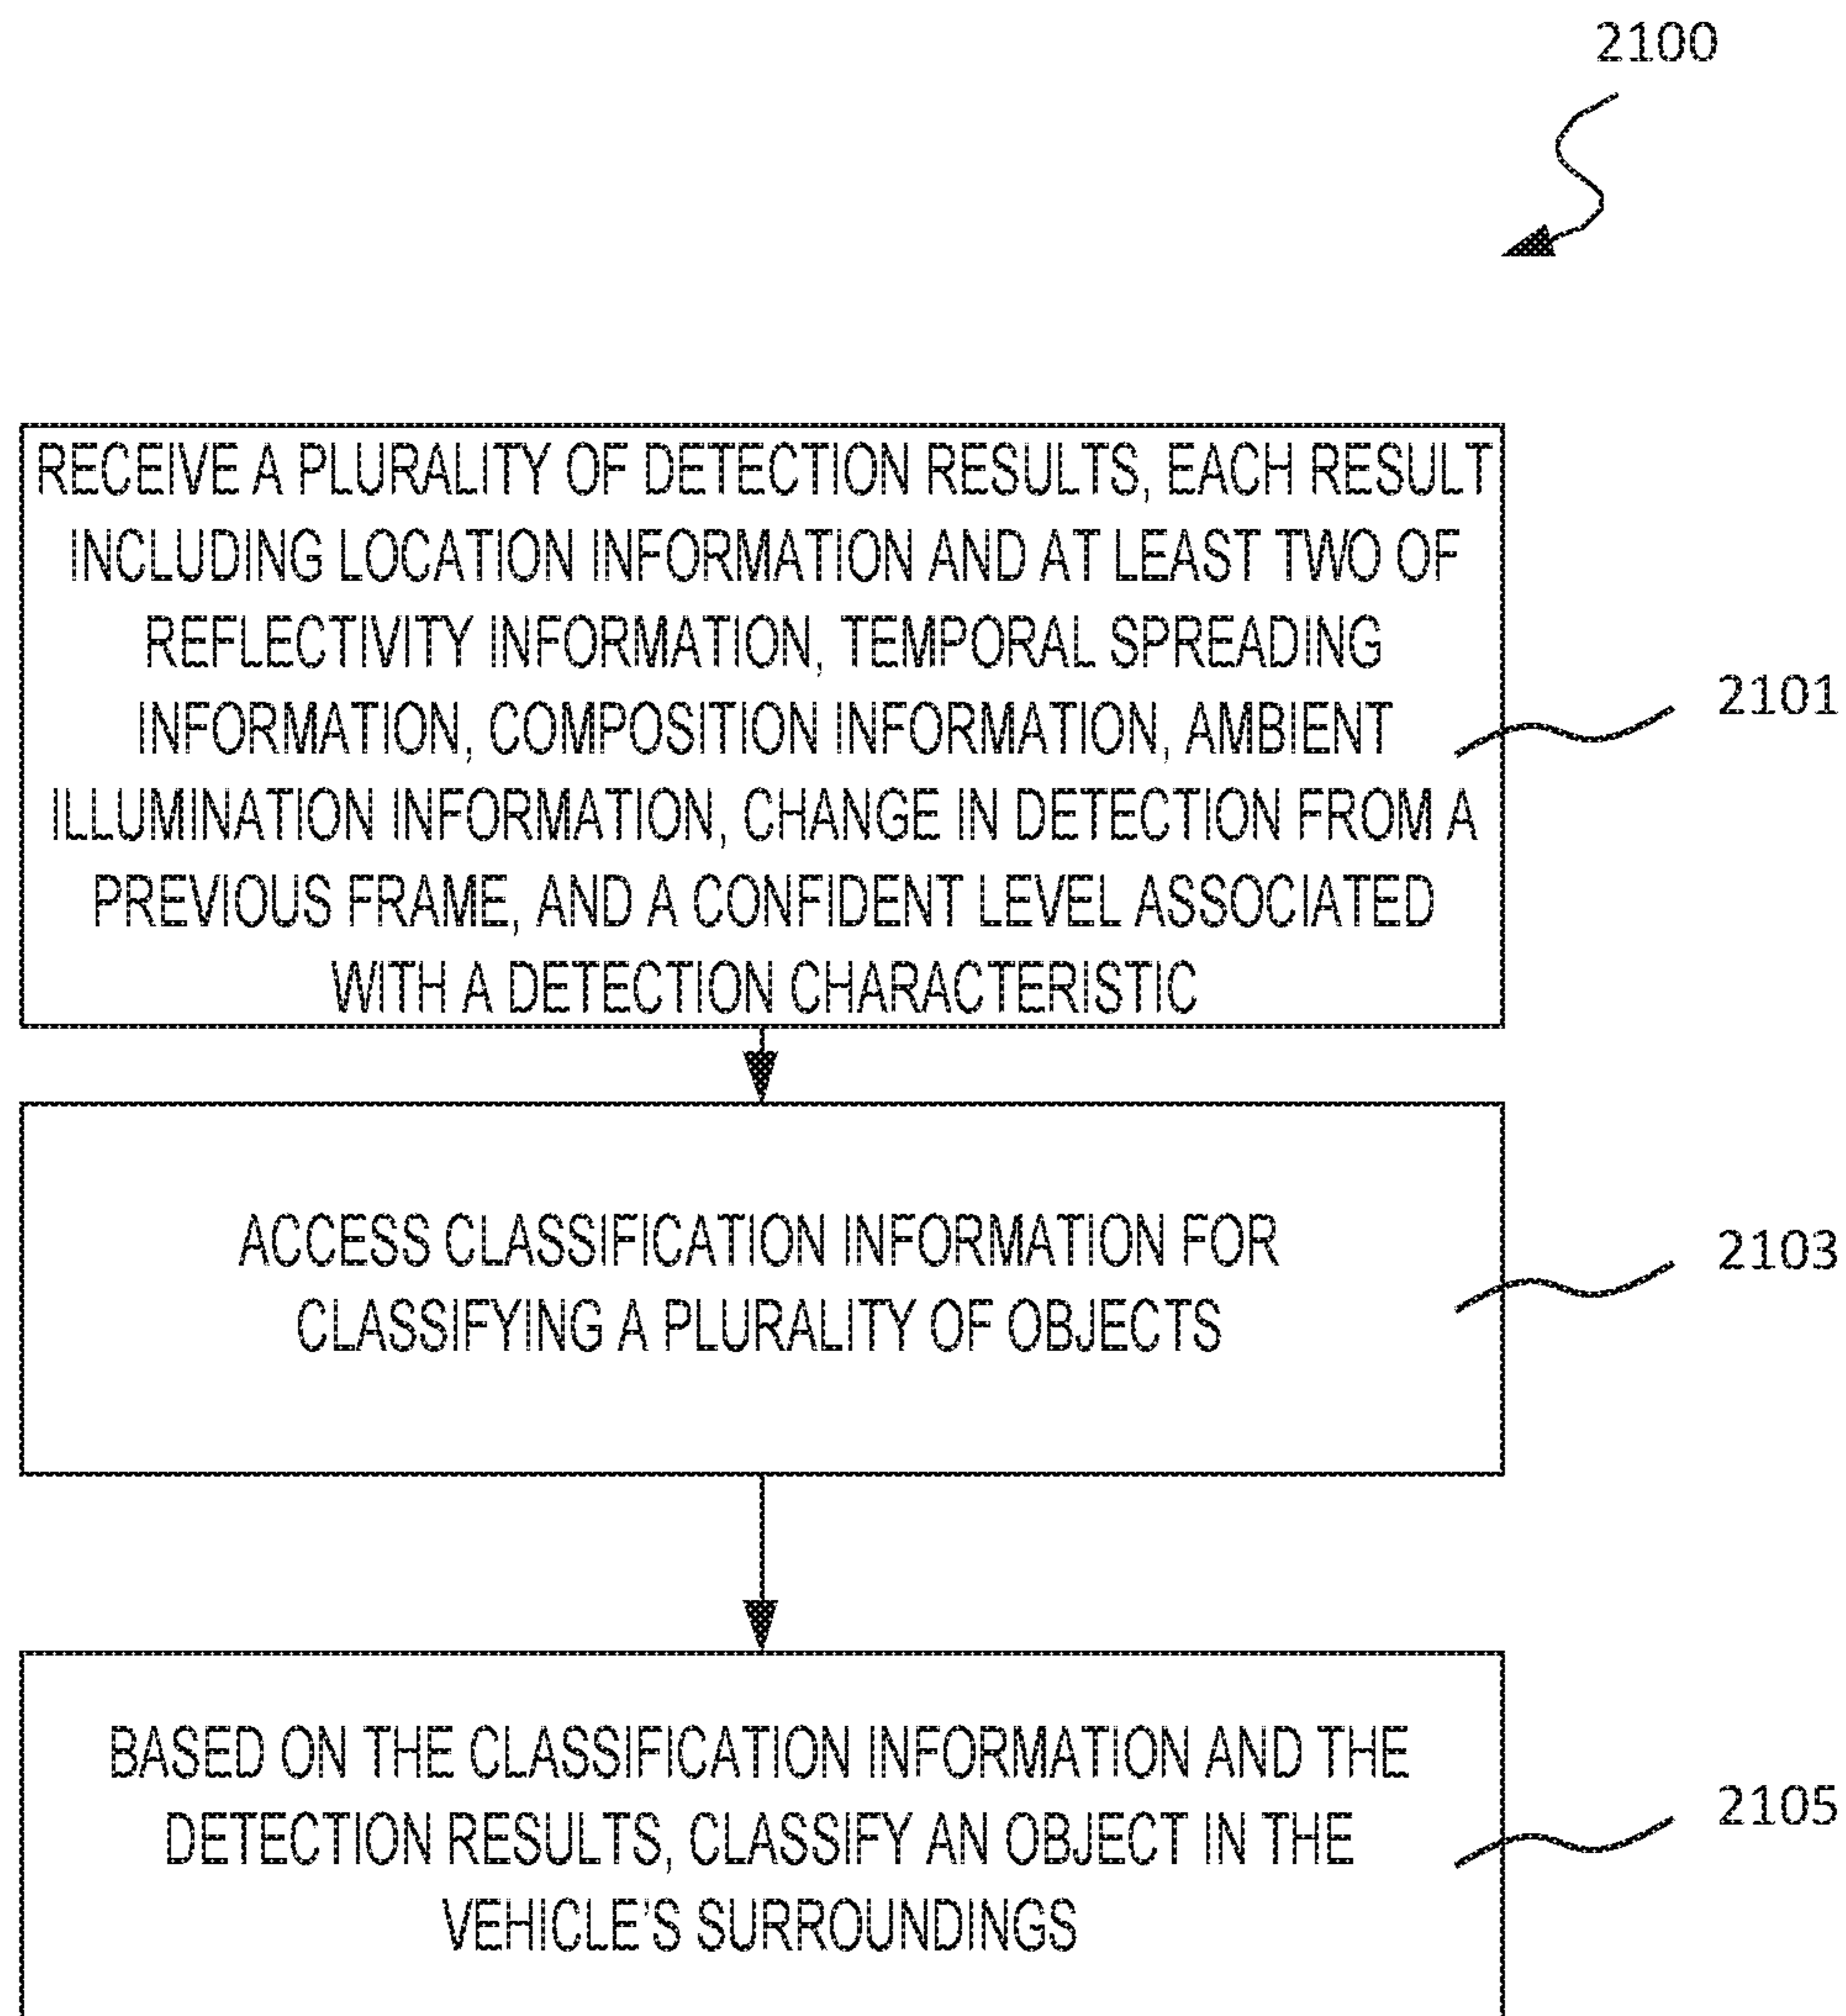 2100
RECEIVE A PLURALITY OF DETECTION RESULTS, EACH RESULT
INCLUDING LOCATION INFORMATION AND AT LEAST TWO OF
REFLECTIVITY INFORMATION, TEMPORAL SPREADING
INFORMATION, COMPOSITION INFORMATION, AMBIENT
ILLUMINATION INFORMATION, CHANGE IN DETECTION FROM A
PREVIOUS FRAME, AND A CONFIDENT LEVEL ASSOCIATED
WITH A DETECTION CHARACTERISTIC
2101
ACCESS CLASSIFICATION INFORMATION FOR
CLASSIFYING A PLURALITY OF OBJECTS
2103
BASED ON THE CLASSIFICATION INFORMATION AND THE
DETECTION RESULTS, CLASSIFY AN OBJECT IN THE
VEHICLE'S SURROUNDINGS
2105